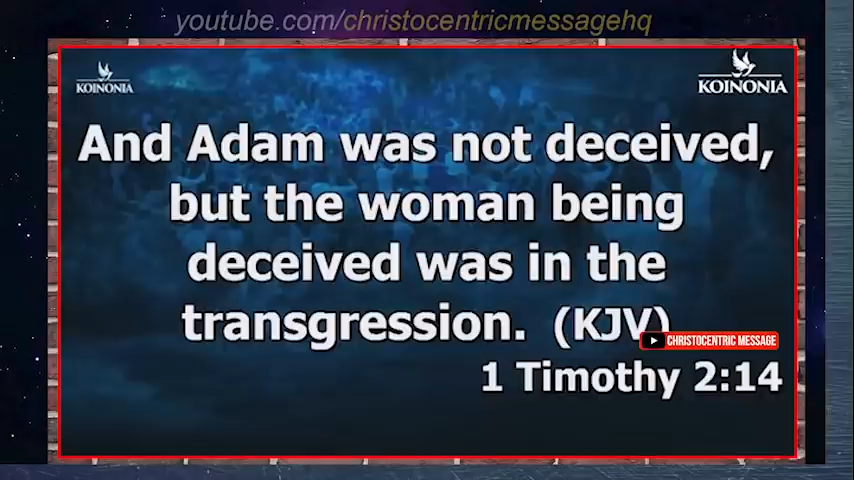 youtube.com/christocentricmessagehq
KOINONIA
KOINONIA
And Adam was not deceived,
but the woman being
deceived was in the
transgression. (KJV)
CHRISTOCENTRIC MESSAGE
1 Timothy 2:14